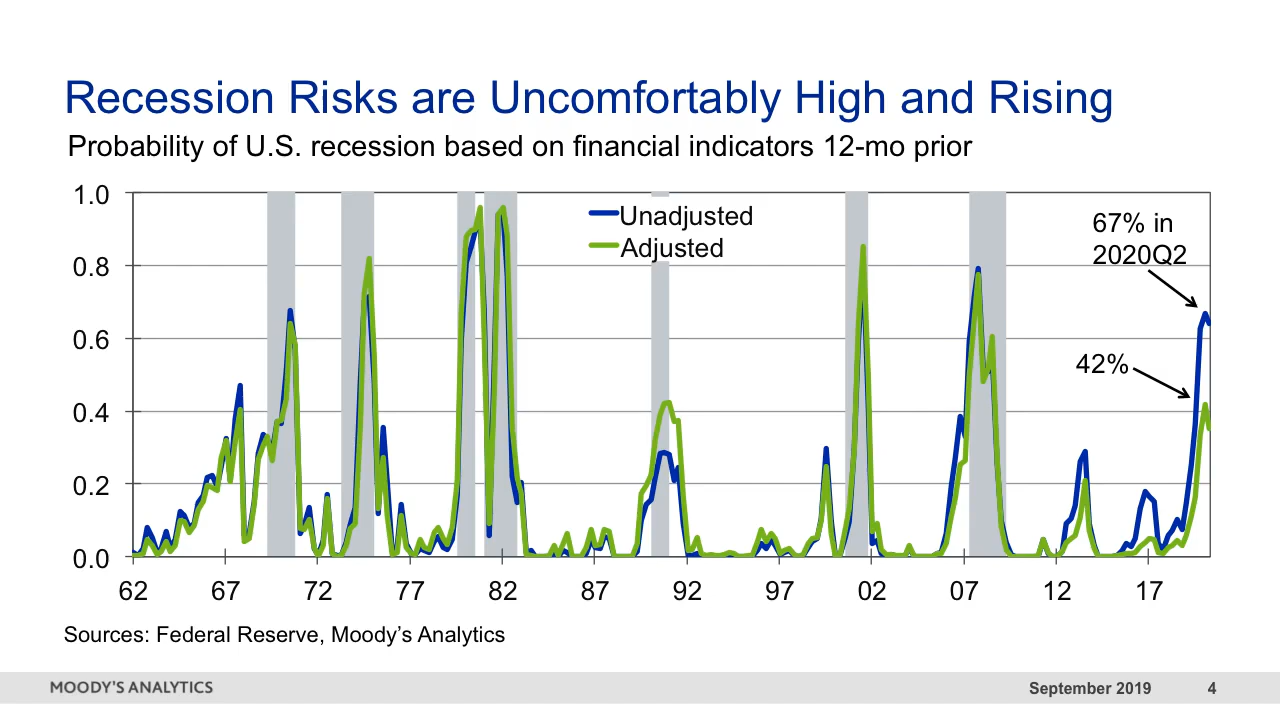 Recession Risks are Uncomfortably High and Rising
Probability of U.S. recession based on financial indicators 12-mo prior
1.0
0.8
0.6
0.4
0.2
0.0
Unadjusted
Adjusted
67% in
2020Q2
42%
62 67 72 77 82 87 92 97 02 07 12 17
Sources: Federal Reserve, Moody’s Analytics
MOODY'S ANALYTICS
September 2019 4